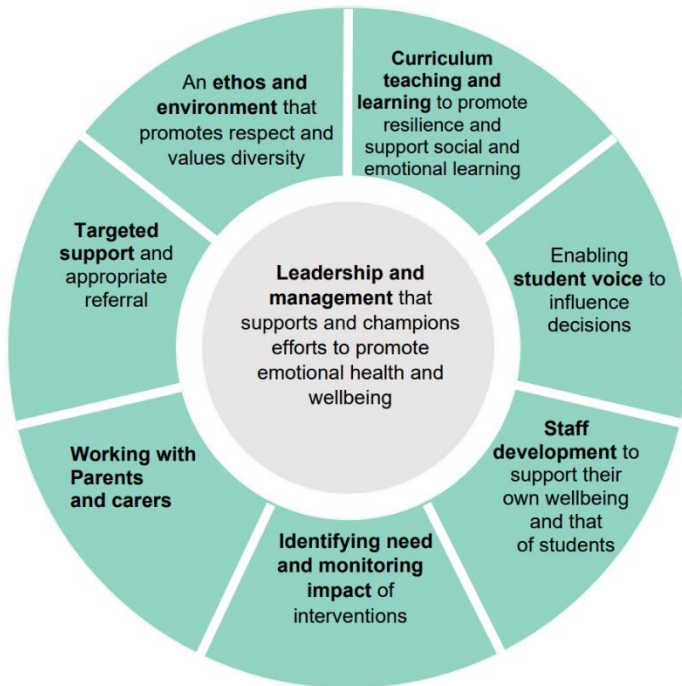 An ethos and
environment that
promotes respect and
values diversity
Curriculum
teaching and
learning to promote
resilience and
support social and
emotional learning
Enabling
student voice to
influence
decisions
Staff
development to
support their
own wellbeing
and that
of students
Identifying need
and monitoring
impact of
interventions
Working with
Parents
and carers
Targeted
support and
appropriate
referral
Leadership and
management that
supports and champions
efforts to promote
emotional health and
wellbeing